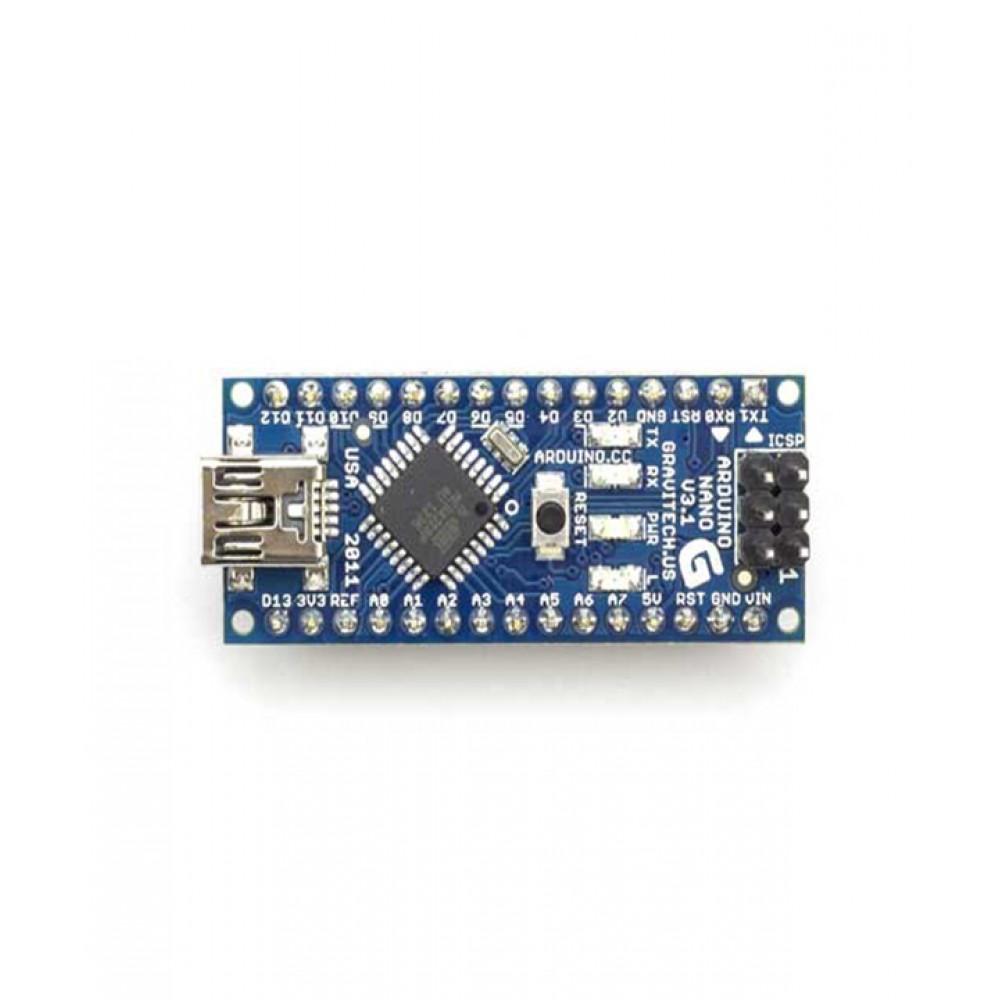 D12 D11 D10 D9 D8 D7 D6 D5 D4 D3 D2 GND RST RX0 TX1
ICSP
TX
RX
PWR
L
ARDUINO.CC
RESET
GRAVITECH.US
ARDUINO
NANO
V3.1
G
USA 2011
1
D13 3V3 REF A0 A1 A2 A3 A4 A5 A6 A7 5V RST GND VIN